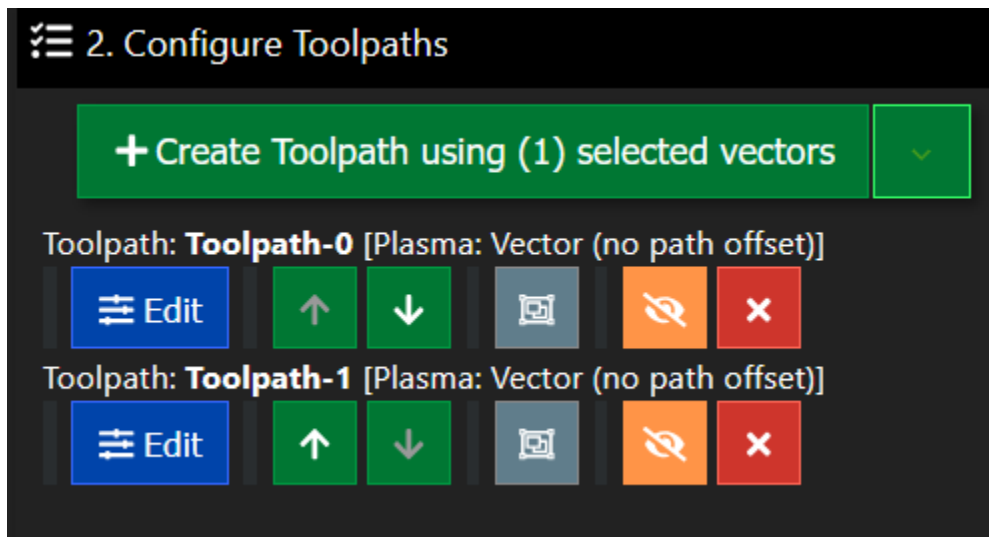 2. Configure Toolpaths
+ Create Toolpath using (1) selected vectors
Toolpath: Toolpath-0 [Plasma: Vector (no path offset)]
Edit
Toolpath: Toolpath-1 [Plasma: Vector (no path offset)]
Edit